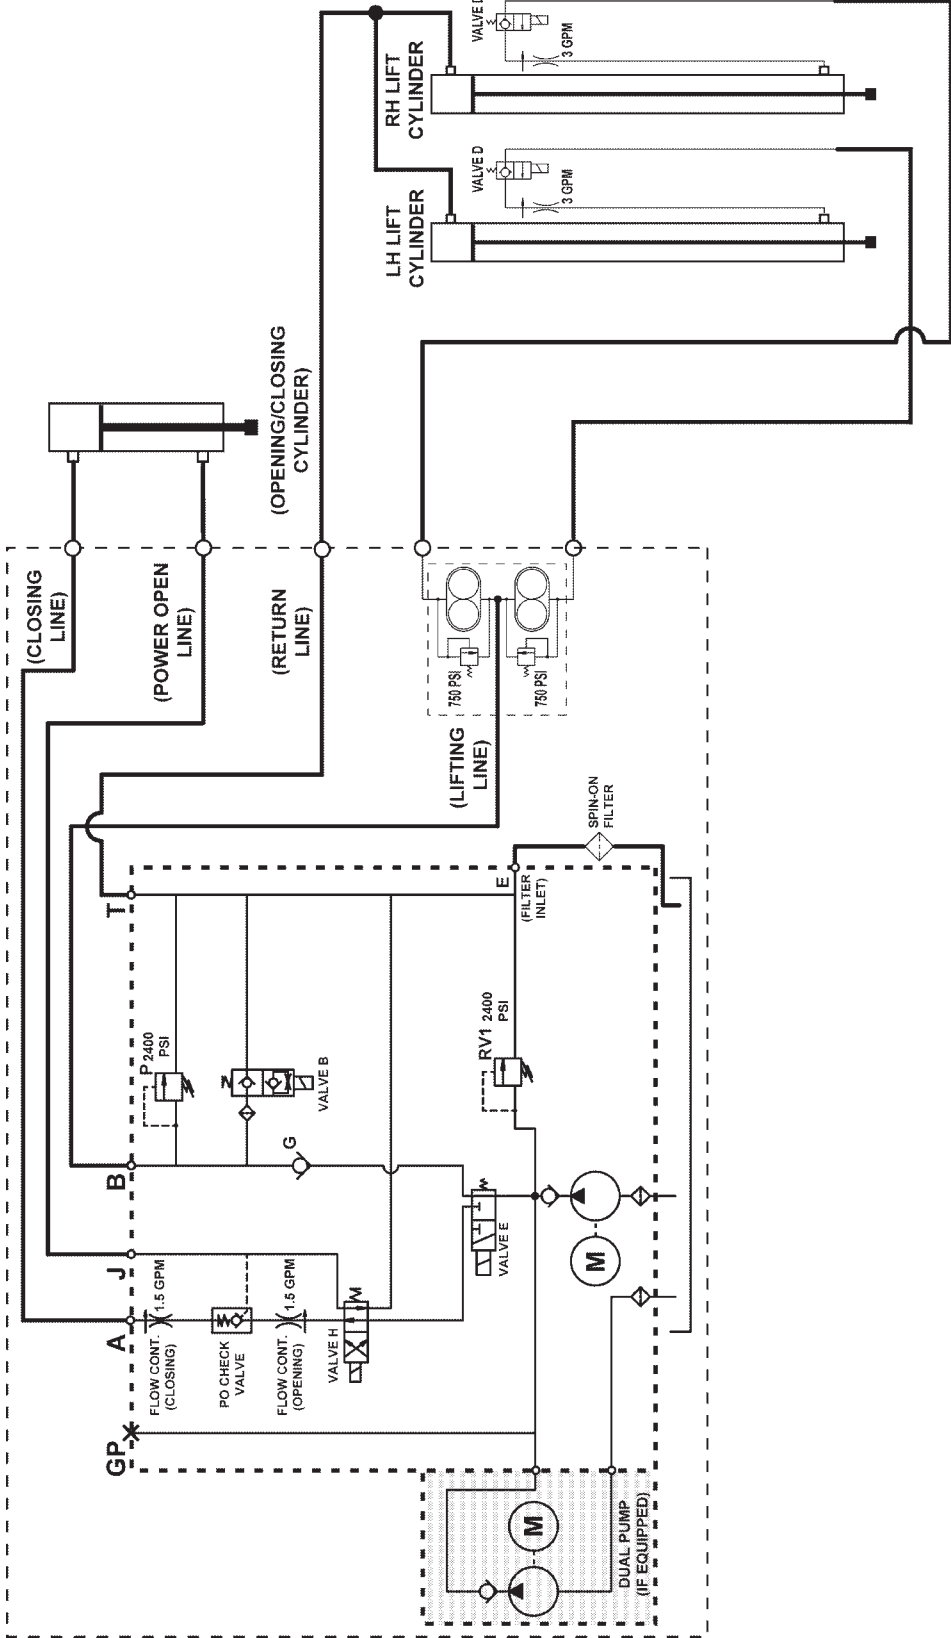 GP
A
J
B
T
FLOW CONT.
(CLOSING)
1.5 GPM
PO CHECK
VALVE
FLOW CONT.
(OPENING)
1.5 GPM
VALVE H
M
DUAL PUMP
(IF EQUIPPED)
M
VALVE E
G
VALVE B
P 2400
PSI
RV1 2400
PSI
E
(FILTER
INLET)
SPIN-ON
FILTER
(LIFTING
LINE)
750 PSI
750 PSI
(CLOSING
LINE)
(POWER OPEN
LINE)
(RETURN
LINE)
(OPENING/CLOSING
CYLINDER)
LH LIFT
CYLINDER
VALVE D
3 GPM
RH LIFT
CYLINDER
VALVE D
3 GPM